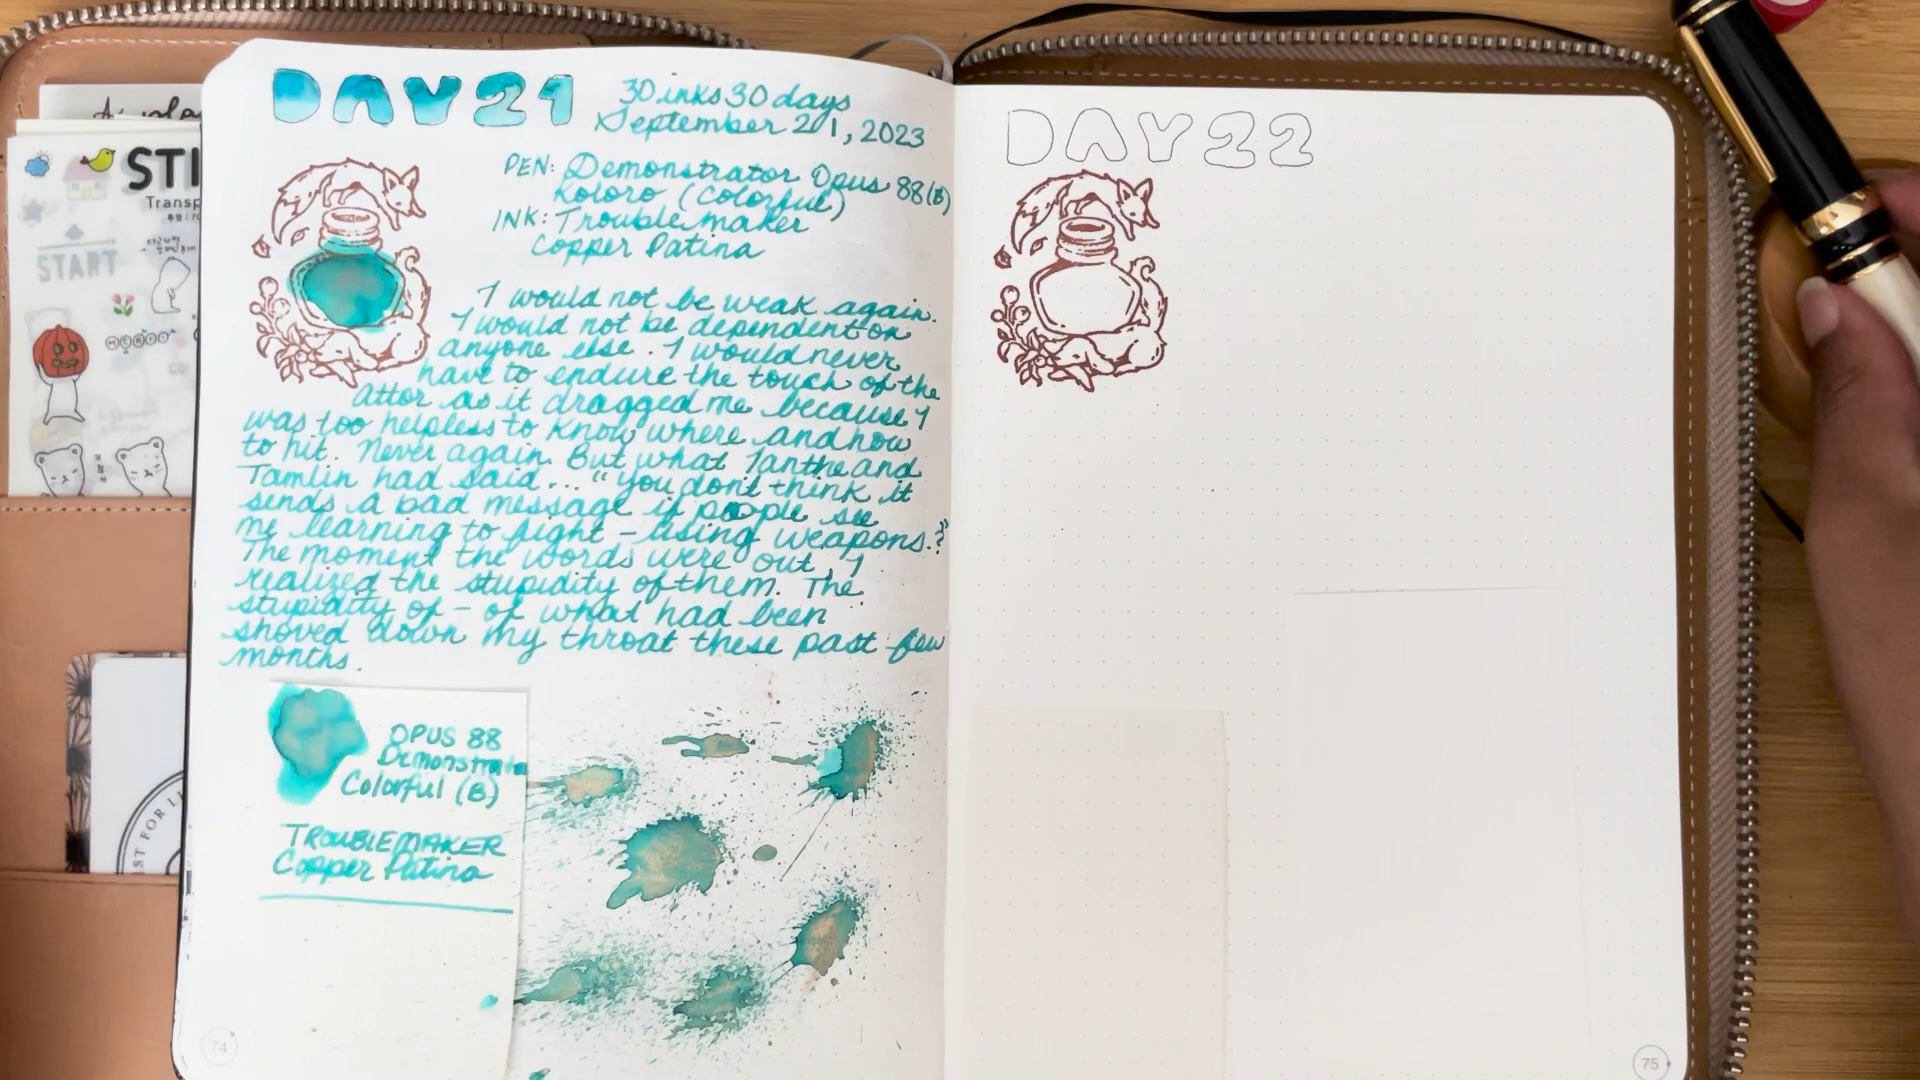 DAY 21
30 inks 30 days
September 21, 2023
PEN: Demonstrator Opus 88 (B)
Koloro (Colorful)
INK: Troublemaker
Copper Patina
I would not be weak again.
I would not be dependent on
anyone else. I would never
have to endure the touch of the
Attor as it dragged me because I
was too helpless to know where and how
to hit. Never again. But what Ianthe and
Tamlin had said... "you don't think it
sends a bad message if people see
me learning to fight - using weapons.?"
The moment the words were out, I
realized the stupidity of them. The
stupidity of - of what had been
shoved down my throat these past few
months.
OPUS 88
Demonstrator
Colorful (B)
TROUBLEMAKER
Copper Patina
74
DAY 22
75
STI
Transp
START
ST FOR LI